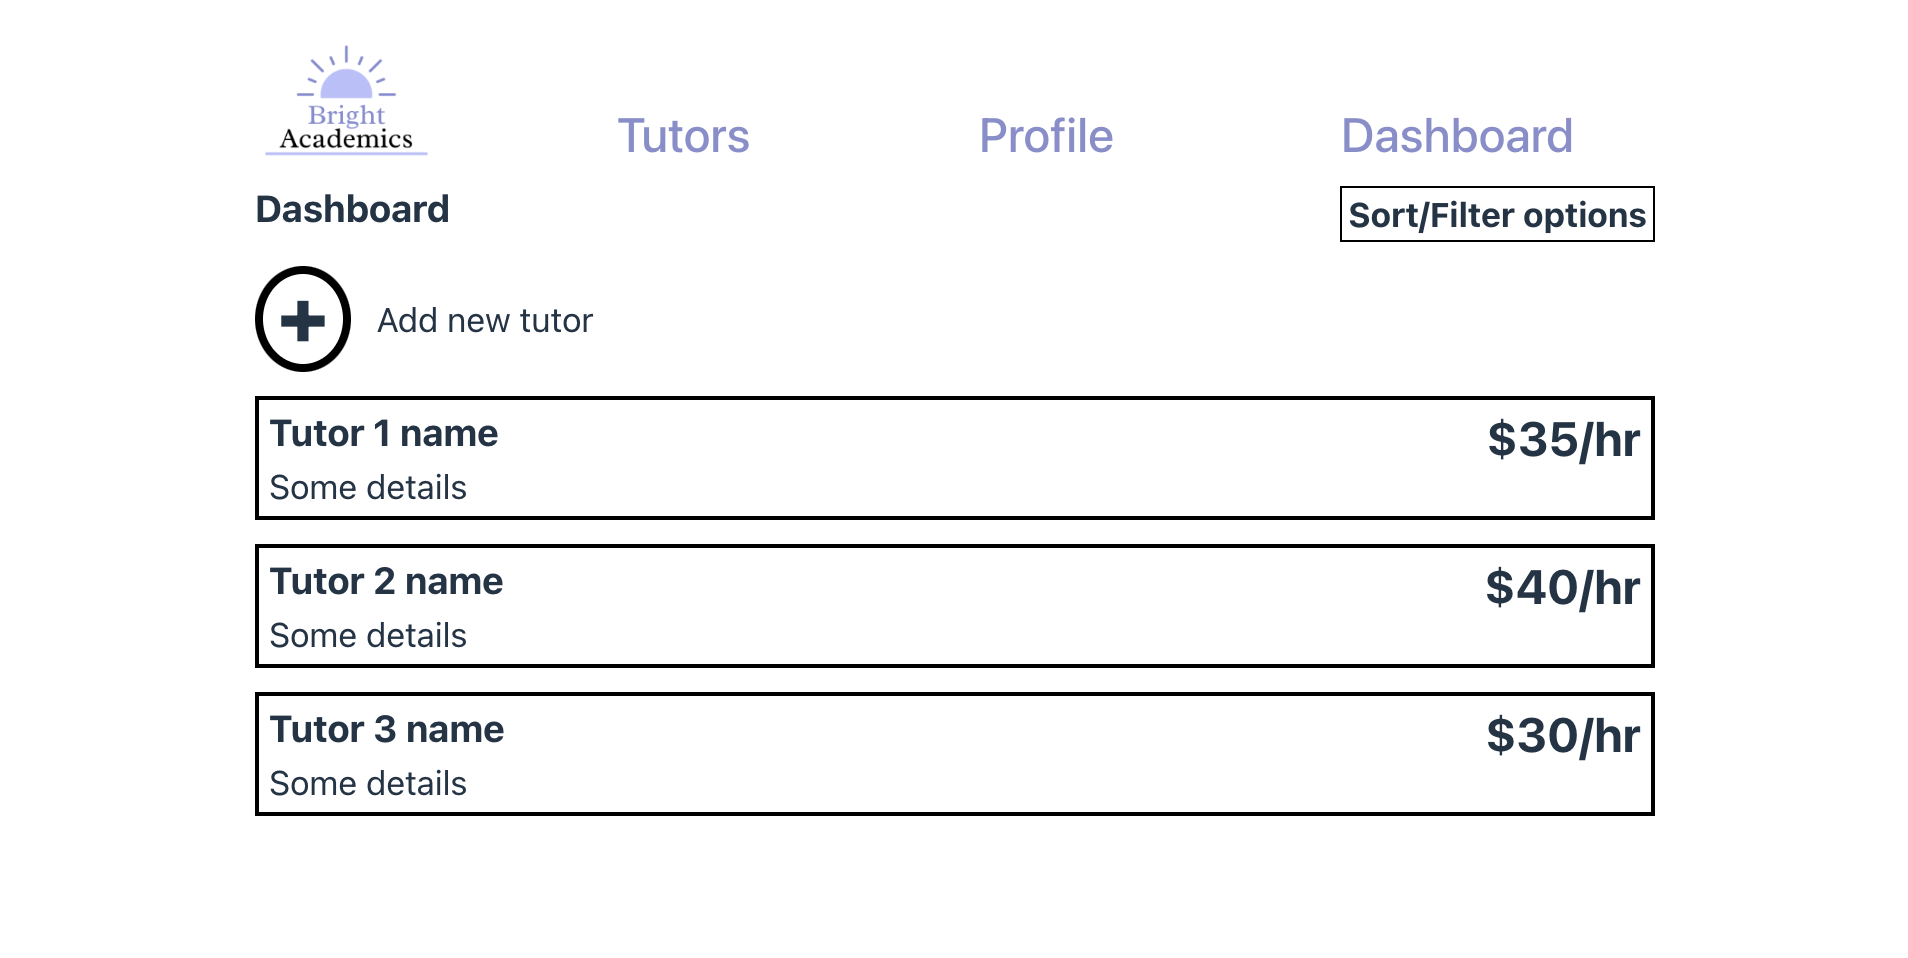 Bright
Academics
Tutors
Profile
Dashboard
Dashboard
Sort/Filter options
Add new tutor
Tutor 1 name
$35/hr
Some details
Tutor 2 name
$40/hr
Some details
Tutor 3 name
$30/hr
Some details